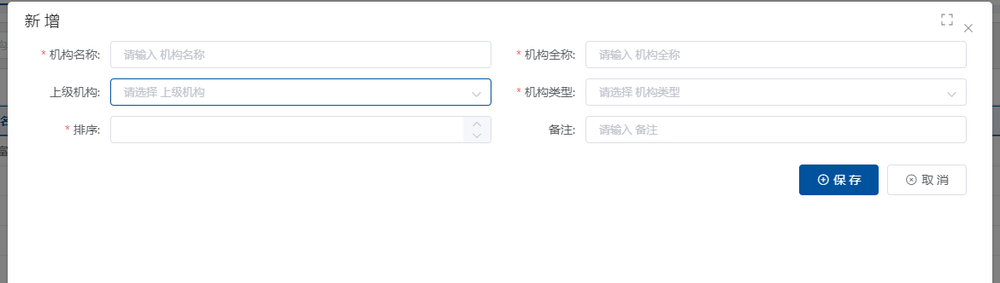 新 增
* 机构名称: 请输入 机构名称 * 机构全称: 请输入 机构全称
上级机构: 请选择 上级机构 * 机构类型: 请选择 机构类型
* 排序: 备注: 请输入 备注
保 存 取 消